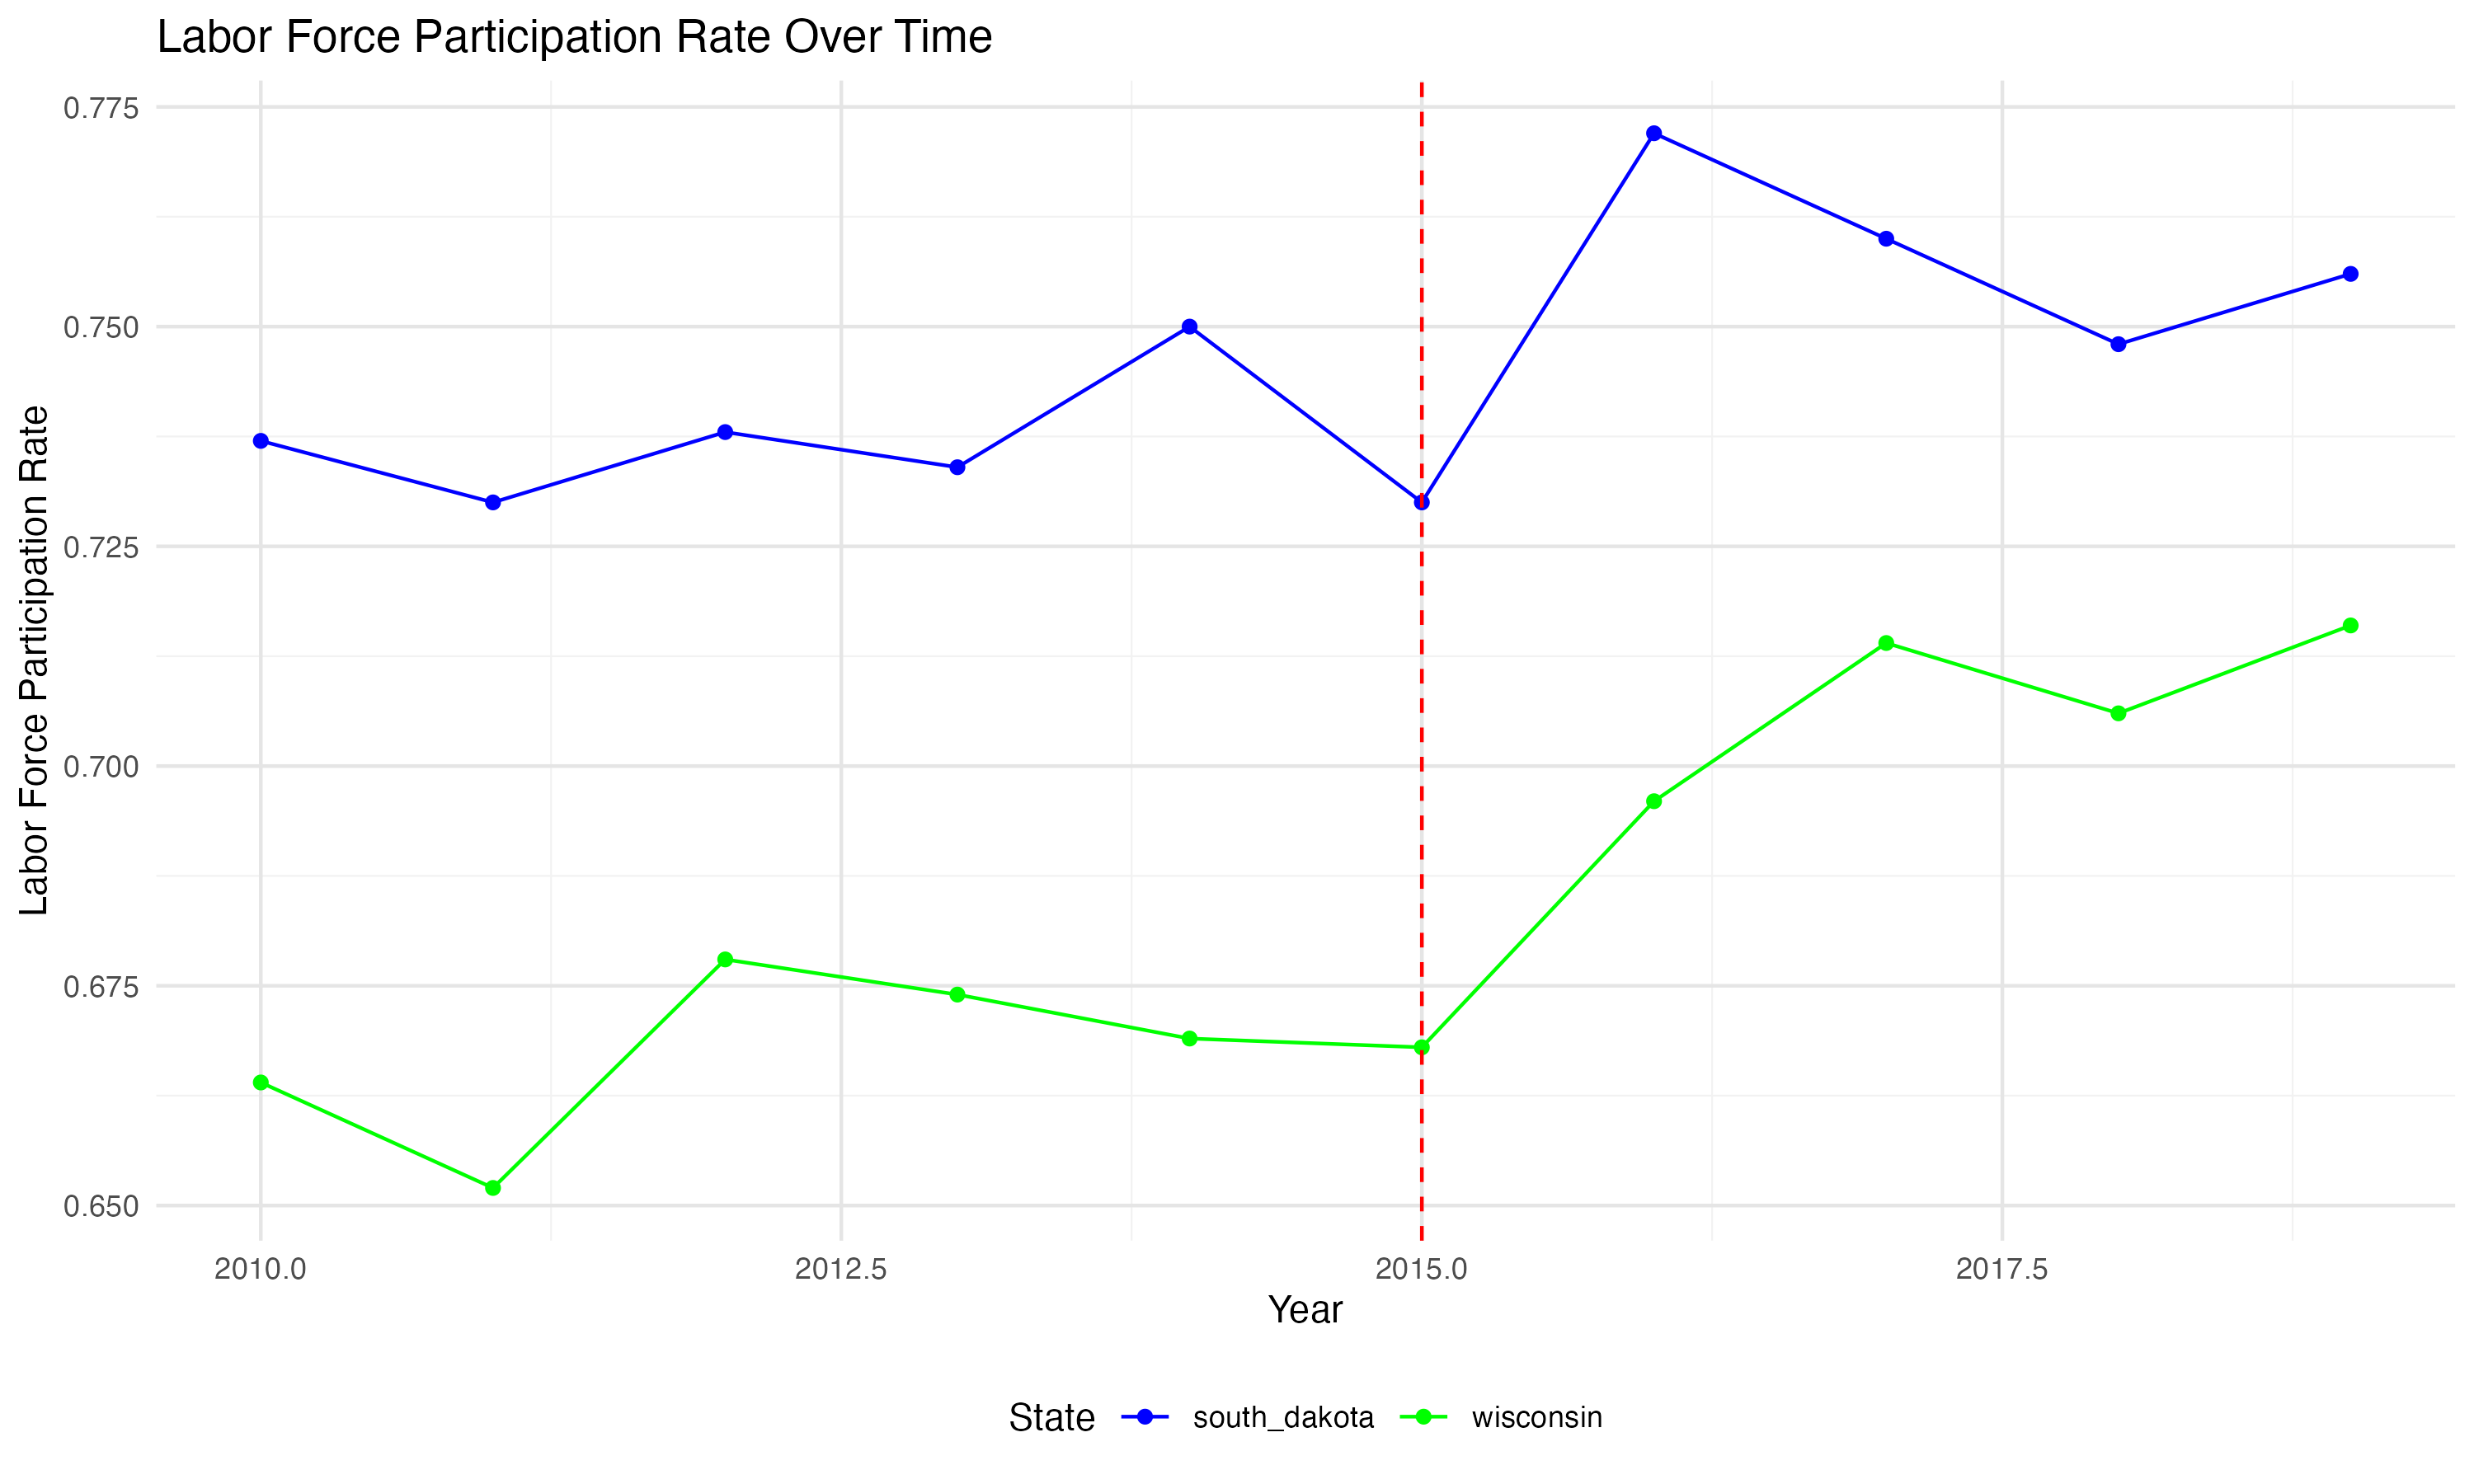 Labor Force Participation Rate Over Time
Labor Force Participation Rate
0.775
0.750
0.725
0.700
0.675
0.650
2010.0 2012.5 2015.0 2017.5
Year
State south_dakota wisconsin